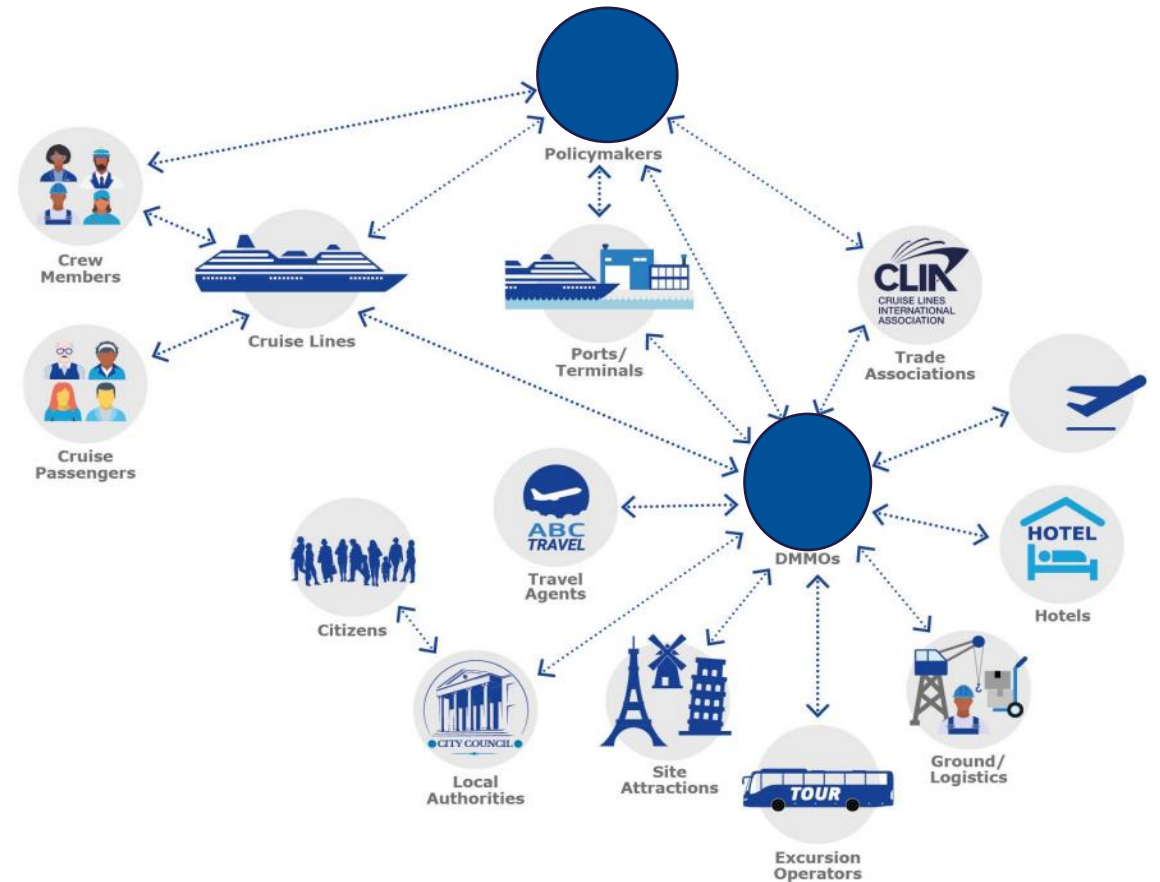 Policymakers
Crew
Members
Cruise Lines
Ports/
Terminals
CLIA
CRUISE LINES
INTERNATIONAL
ASSOCIATION
Trade
Associations
Cruise
Passengers
ABC
TRAVEL
Travel
Agents
DMMOs
HOTEL
Hotels
Citizens
CITY COUNCIL
Local
Authorities
Site
Attractions
TOUR
Excursion
Operators
Ground/
Logistics